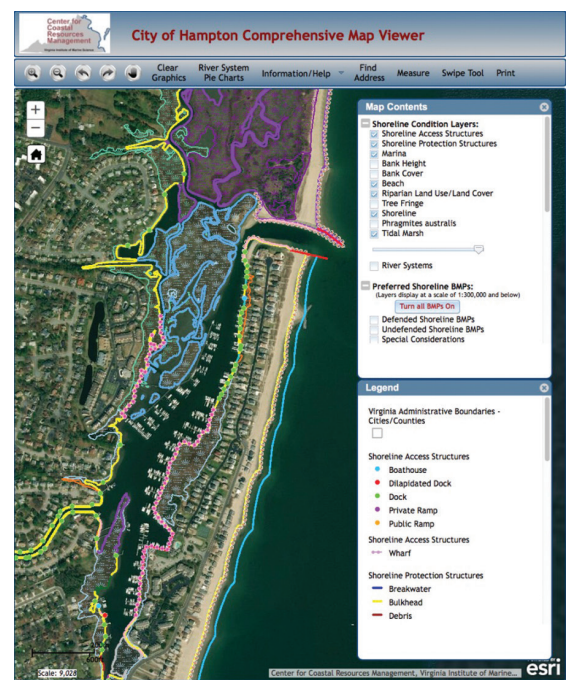 Center for
Coastal
Resources
Management
Virginia Institute of Marine Science
City of Hampton Comprehensive Map Viewer
Clear
Graphics
River System
Pie Charts
Information/Help
Find
Address
Measure
Swipe Tool
Print
+
−
Map Contents
Shoreline Condition Layers:
Shoreline Access Structures
Shoreline Protection Structures
Marina
Bank Height
Bank Cover
Beach
Riparian Land Use/Land Cover
Tree Fringe
Shoreline
Phragmites australis
Tidal Marsh
River Systems
Preferred Shoreline BMPs:
(Layers display at a scale of 1:300,000 and below)
Turn all BMPs On
Defended Shoreline BMPs
Undefended Shoreline BMPs
Special Considerations
Legend
Virginia Administrative Boundaries -
Cities/Counties
Shoreline Access Structures
Boathouse
Dilapidated Dock
Dock
Private Ramp
Public Ramp
Shoreline Access Structures
Wharf
Shoreline Protection Structures
Breakwater
Bulkhead
Debris
600ft
Scale: 9,028
Center for Coastal Resources Management, Virginia Institute of Marine...
esri